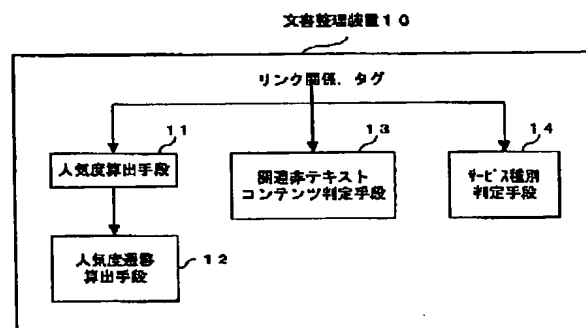 文書整理装置10
リンク関係，タグ
11
人気度算出手段
13
関連非テキスト
コンテンツ判定手段
14
サービス種別
判定手段
人気度遷移
算出手段
12